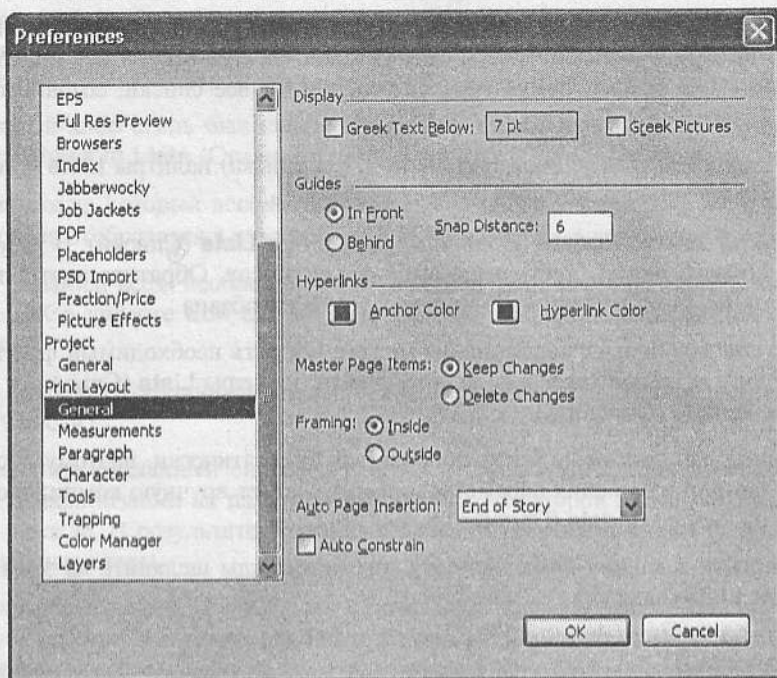 Preferences
EPS
Full Res Preview
Browsers
Index
Jabberwocky
Job Jackets
PDF
Placeholders
PSD Import
Fraction/Price
Picture Effects
Project
General
Print Layout
General
Measurements
Paragraph
Character
Tools
Trapping
Color Manager
Layers
Display
Greek Text Below: 7 pt Greek Pictures
Guides
In Front
Behind
Snap Distance: 6
Hyperlinks
Anchor Color Hyperlink Color
Master Page Items: Keep Changes
Delete Changes
Framing: Inside
Outside
Auto Page Insertion: End of Story
Auto Constrain
OK Cancel